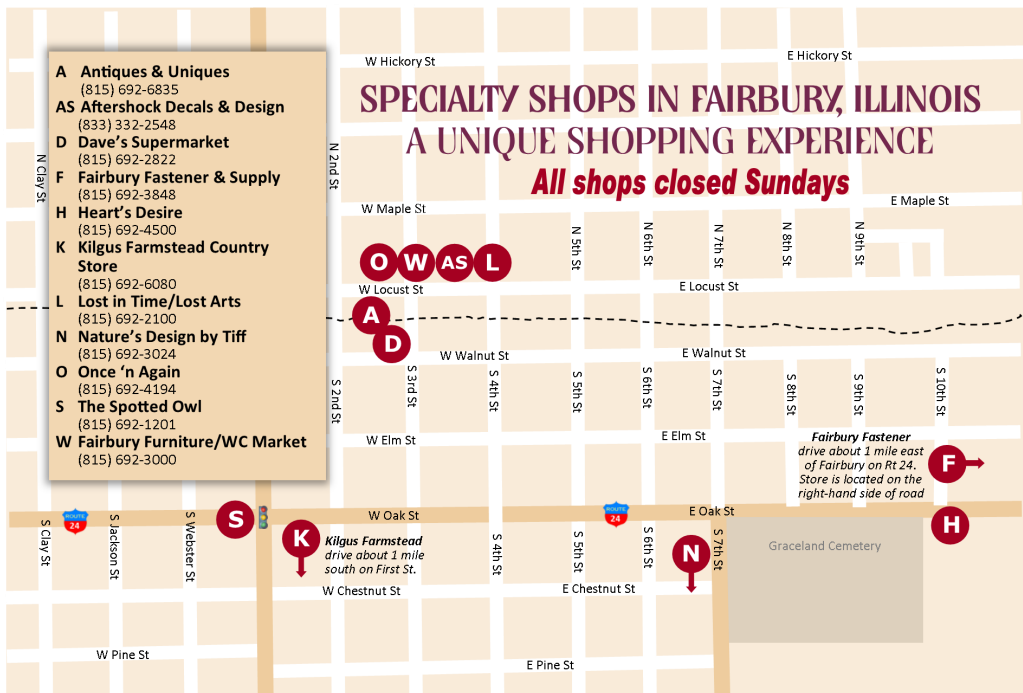 A Antiques & Uniques
(815) 692-6835
AS Aftershock Decals & Design
(833) 332-2548
D Dave's Supermarket
(815) 692-2822
F Fairbury Fastener & Supply
(815) 692-3848
H Heart's Desire
(815) 692-4500
K Kilgus Farmstead Country
Store
(815) 692-6080
L Lost in Time/Lost Arts
(815) 692-2100
N Nature's Design by Tiff
(815) 692-3024
O Once 'n Again
(815) 692-4194
S The Spotted Owl
(815) 692-1201
W Fairbury Furniture/WC Market
(815) 692-3000
W Hickory St
E Hickory St
SPECIALTY SHOPS IN FAIRBURY, ILLINOIS
A UNIQUE SHOPPING EXPERIENCE
All shops closed Sundays
N Clay St
N 2nd St
W Maple St
E Maple St
N 5th St
N 6th St
N 7th St
N 8th St
N 9th St
O
W
AS
L
W Locust St
E Locust St
A
D
W Walnut St
E Walnut St
S 2nd St
S 3rd St
S 4th St
S 5th St
S 6th St
S 7th St
S 8th St
S 9th St
S 10th St
W Elm St
E Elm St
Fairbury Fastener
drive about 1 mile east
of Fairbury on Rt 24.
Store is located on the
right-hand side of road
F
ROUTE
24
S
W Oak St
ROUTE
24
E Oak St
H
S Clay St
S Jackson St
S Webster St
K
Kilgus Farmstead
drive about 1 mile
south on First St.
S 4th St
S 5th St
S 6th St
N
S 7th St
Graceland Cemetery
W Chestnut St
E Chestnut St
W Pine St
E Pine St